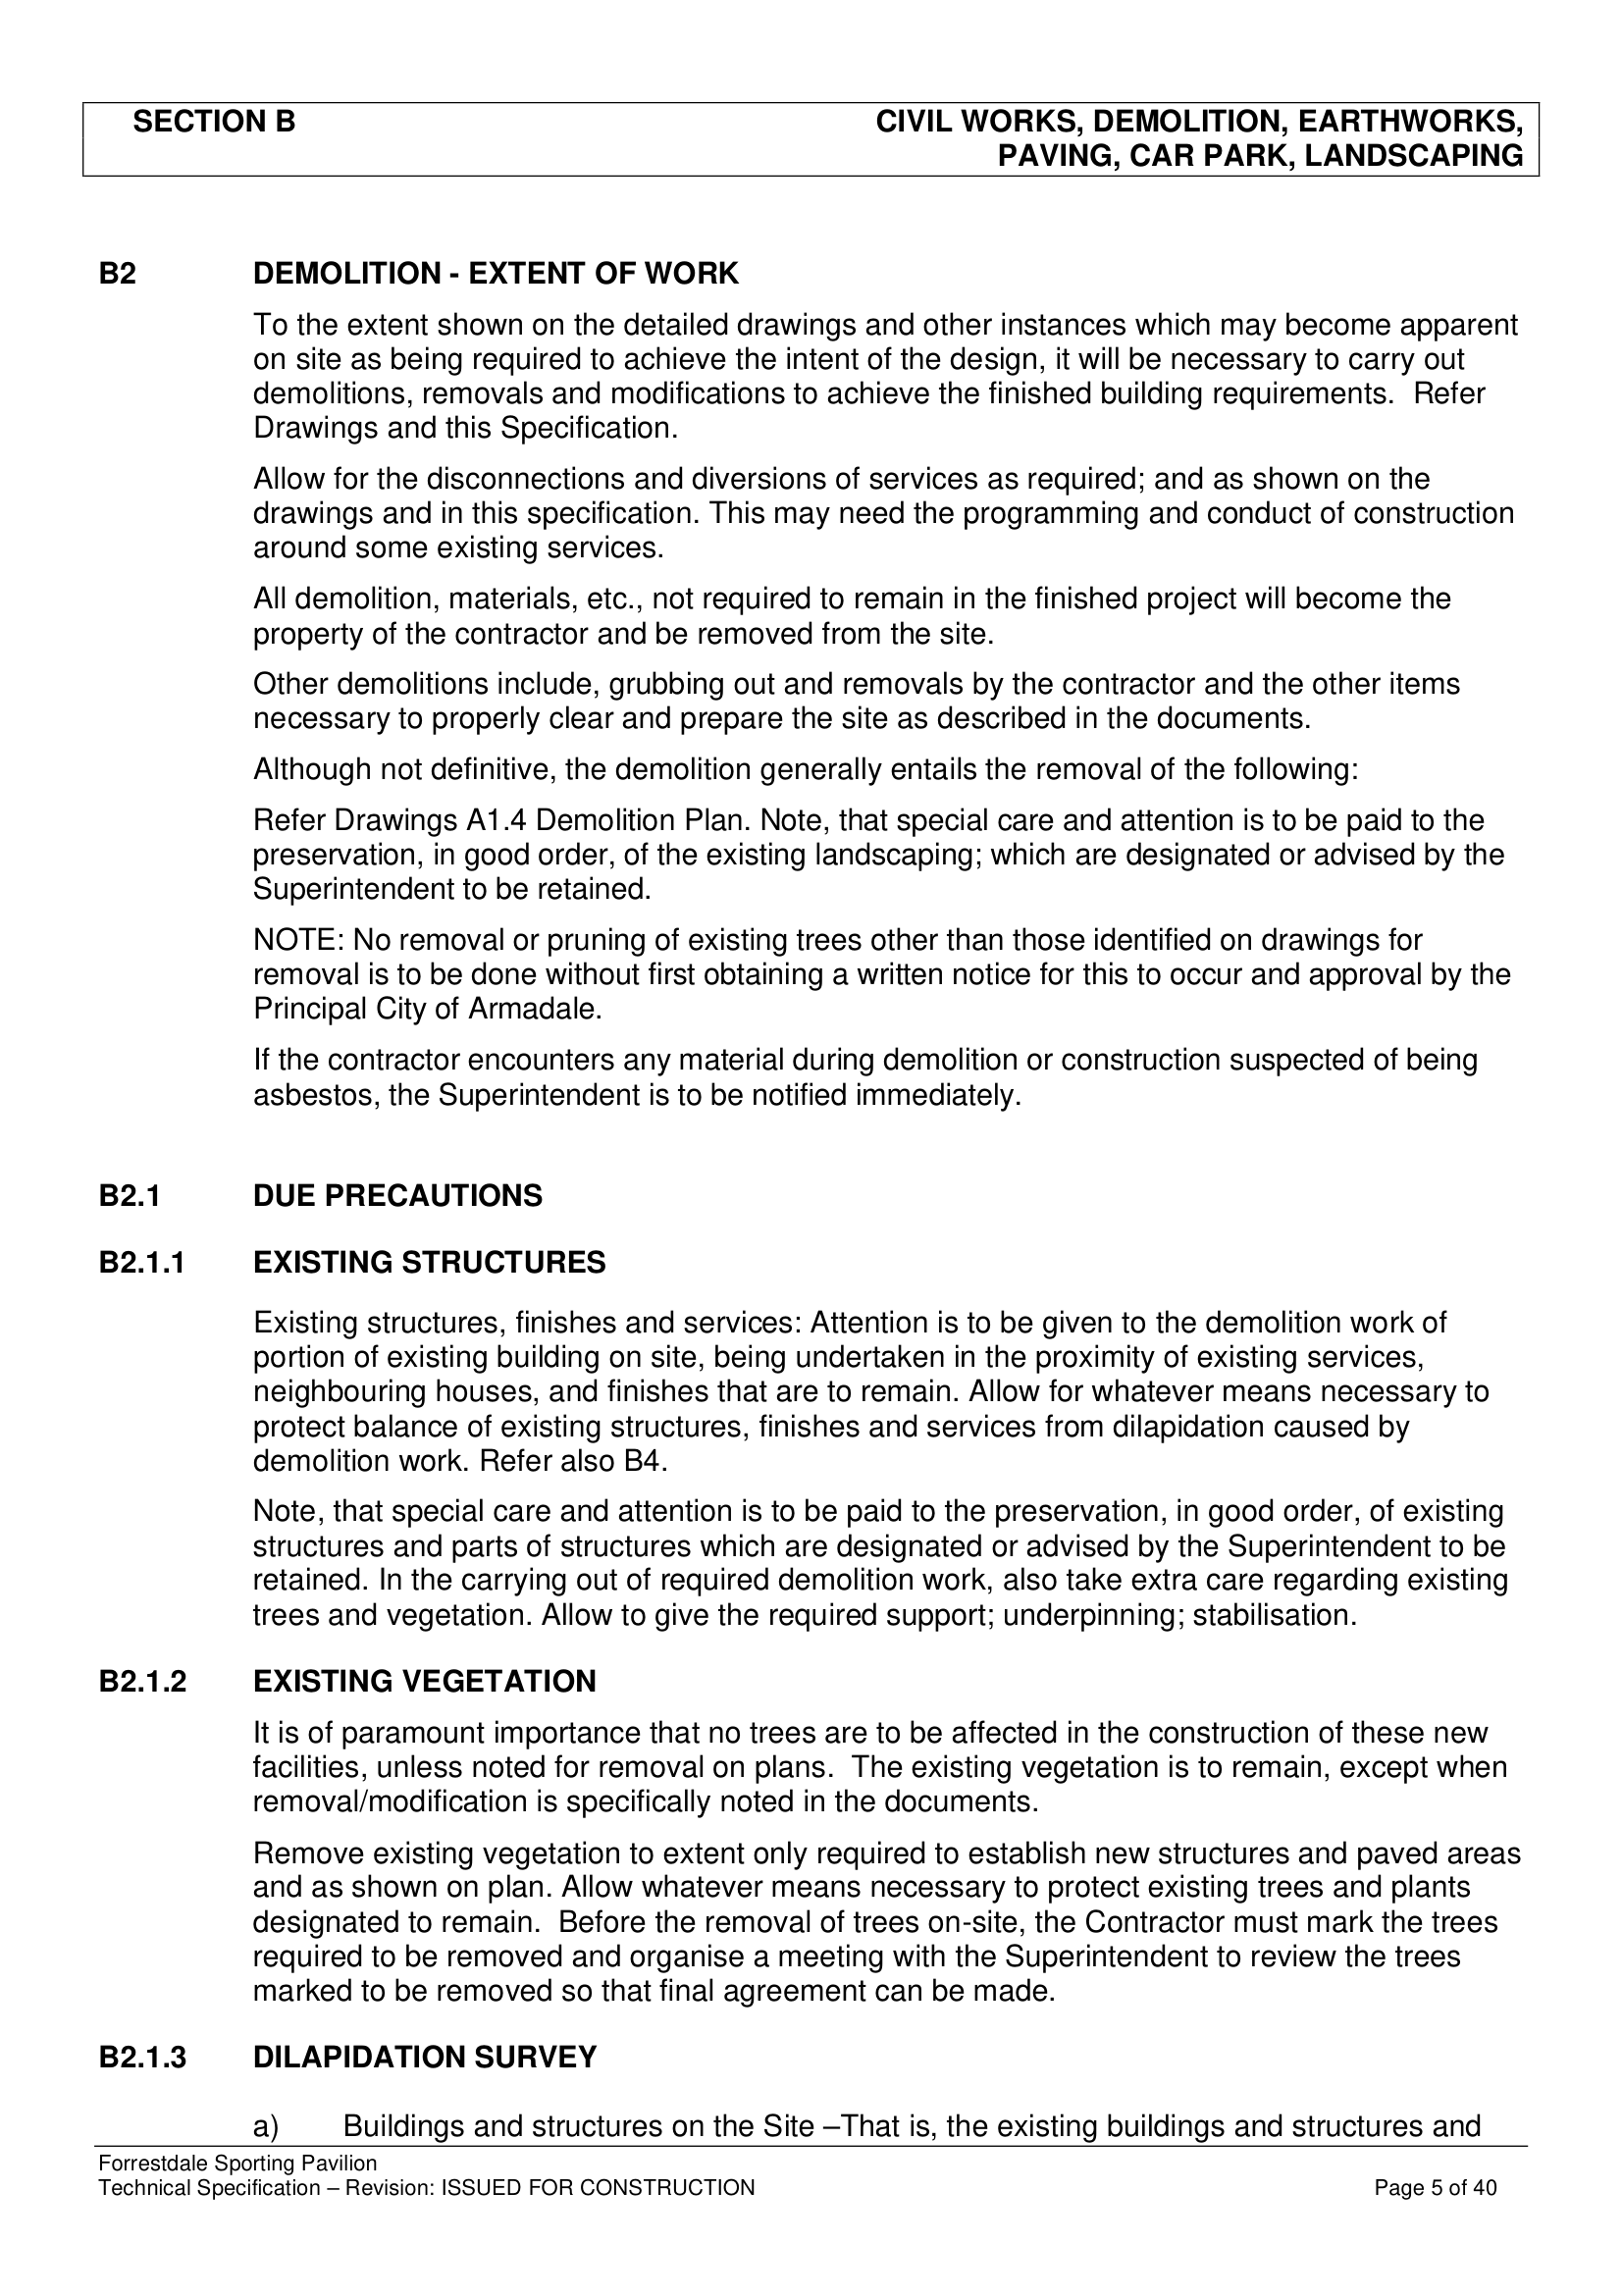 SECTION B CIVIL WORKS, DEMOLITION, EARTHWORKS,
PAVING, CAR PARK, LANDSCAPING
B2 DEMOLITION - EXTENT OF WORK
To the extent shown on the detailed drawings and other instances which may become apparent
on site as being required to achieve the intent of the design, it will be necessary to carry out
demolitions, removals and modifications to achieve the finished building requirements.  Refer
Drawings and this Specification.
Allow for the disconnections and diversions of services as required; and as shown on the
drawings and in this specification. This may need the programming and conduct of construction
around some existing services.
All demolition, materials, etc., not required to remain in the finished project will become the
property of the contractor and be removed from the site.
Other demolitions include, grubbing out and removals by the contractor and the other items
necessary to properly clear and prepare the site as described in the documents.
Although not definitive, the demolition generally entails the removal of the following:
Refer Drawings A1.4 Demolition Plan. Note, that special care and attention is to be paid to the
preservation, in good order, of the existing landscaping; which are designated or advised by the
Superintendent to be retained.
NOTE: No removal or pruning of existing trees other than those identified on drawings for
removal is to be done without first obtaining a written notice for this to occur and approval by the
Principal City of Armadale.
If the contractor encounters any material during demolition or construction suspected of being
asbestos, the Superintendent is to be notified immediately.
B2.1 DUE PRECAUTIONS
B2.1.1 EXISTING STRUCTURES
Existing structures, finishes and services: Attention is to be given to the demolition work of
portion of existing building on site, being undertaken in the proximity of existing services,
neighbouring houses, and finishes that are to remain. Allow for whatever means necessary to
protect balance of existing structures, finishes and services from dilapidation caused by
demolition work. Refer also B4.
Note, that special care and attention is to be paid to the preservation, in good order, of existing
structures and parts of structures which are designated or advised by the Superintendent to be
retained. In the carrying out of required demolition work, also take extra care regarding existing
trees and vegetation. Allow to give the required support; underpinning; stabilisation.
B2.1.2 EXISTING VEGETATION
It is of paramount importance that no trees are to be affected in the construction of these new
facilities, unless noted for removal on plans.  The existing vegetation is to remain, except when
removal/modification is specifically noted in the documents.
Remove existing vegetation to extent only required to establish new structures and paved areas
and as shown on plan. Allow whatever means necessary to protect existing trees and plants
designated to remain.  Before the removal of trees on-site, the Contractor must mark the trees
required to be removed and organise a meeting with the Superintendent to review the trees
marked to be removed so that final agreement can be made.
B2.1.3 DILAPIDATION SURVEY
a) Buildings and structures on the Site –That is, the existing buildings and structures and
Forrestdale Sporting Pavilion
Technical Specification – Revision: ISSUED FOR CONSTRUCTION Page 5 of 40